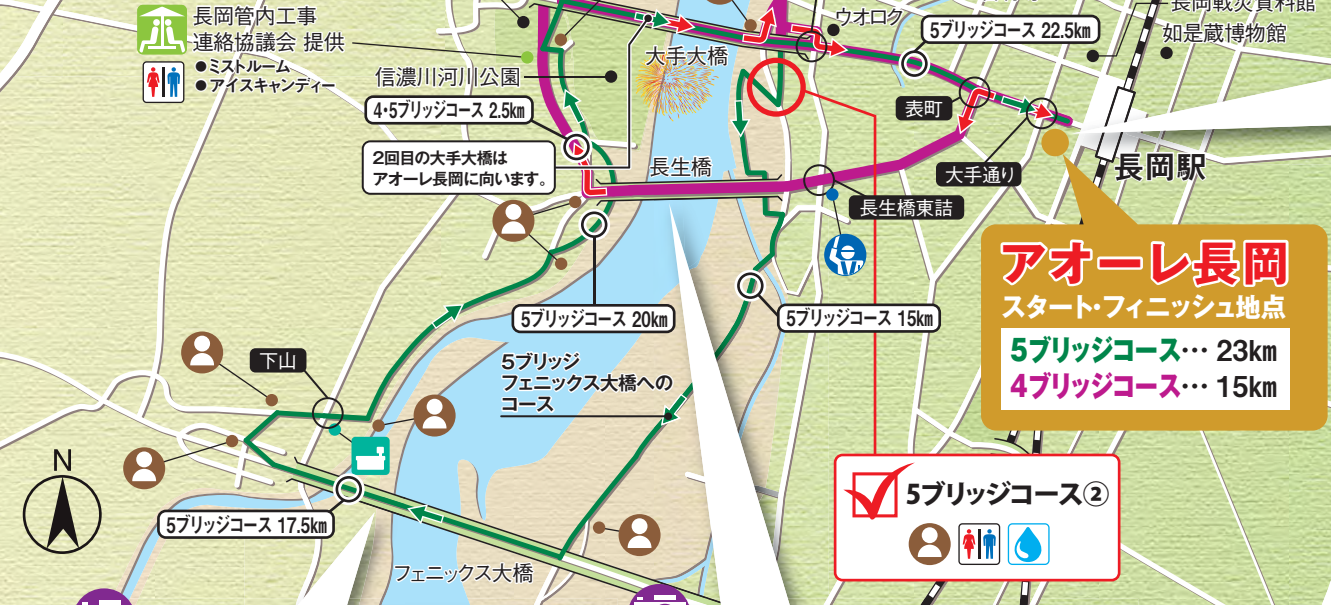 長岡管内工事
連絡協議会 提供
●ミストルーム
●アイスキャンディー
信濃川河川公園
大手大橋
ウオロク
5ブリッジコース 22.5km
長岡戦災資料館
如是蔵博物館
4・5ブリッジコース 2.5km
2回目の大手大橋は
アオーレ長岡に向います。
長生橋
表町
大手通り
長岡駅
長生橋東詰
アオーレ長岡
スタート・フィニッシュ地点
5ブリッジコース… 23km
4ブリッジコース… 15km
5ブリッジコース 20km
5ブリッジコース 15km
下山
5ブリッジ
フェニックス大橋への
コース
N
5ブリッジコース 17.5km
フェニックス大橋
5ブリッジコース②